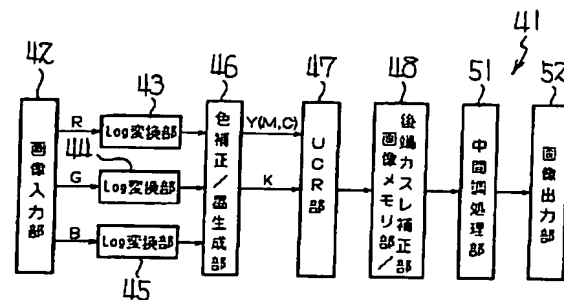 41
42
43
44
45
46
47
48
51
52
画像入力部
R
G
B
Log変換部
Log変換部
Log変換部
色補正/墨生成部
Y(M,C)
K
UCR部
画像メモリ部/
後端カスレ補正部
中間調処理部
画像出力部